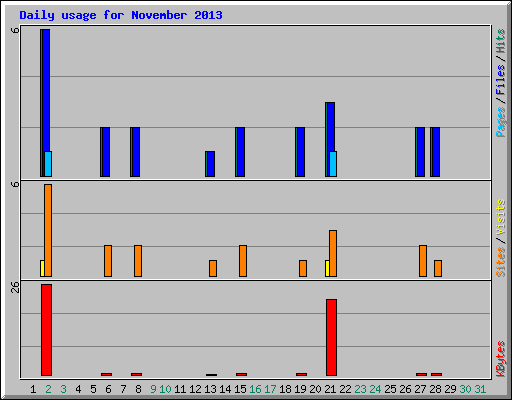 Daily usage for November 2013
6
Pages/Files/Hits
6
Sites/Visits
26
KBytes
1 2 3 4 5 6 7 8 9 10 11 12 13 14 15 16 17 18 19 20 21 22 23 24 25 26 27 28 29 30 31